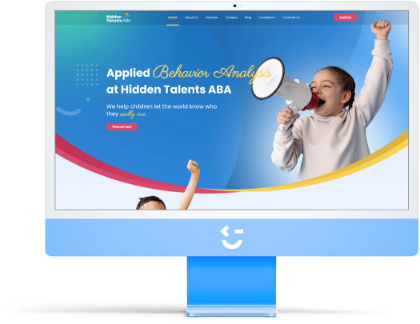 Hidden
Talents ABA
Home About Us Services Careers Blog Locations Contact Us
Call Us
Applied Behavior Analysis
at Hidden Talents ABA
We help children let the world know who
they really are